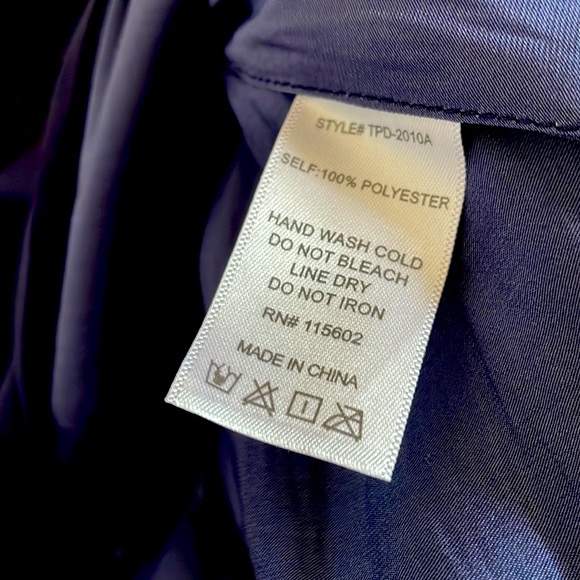 STYLE# TPD-2010A
SELF:100% POLYESTER
HAND WASH COLD
DO NOT BLEACH
LINE DRY
DO NOT IRON
RN# 115602
MADE IN CHINA